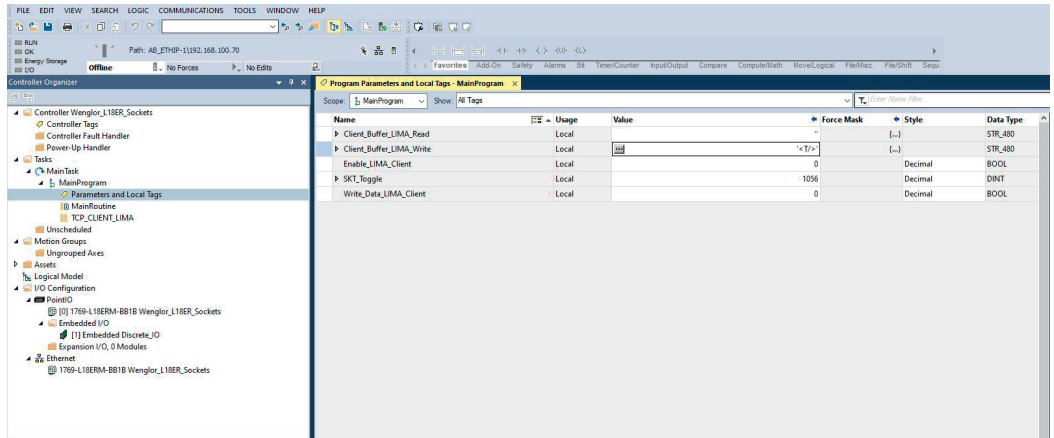 FILE EDIT VIEW SEARCH LOGIC COMMUNICATIONS TOOLS WINDOW HELP
RUN
OK
Energy Storage
I/O
Path: AB_ETHIP-1\192.168.100.70
Offline No Forces No Edits
Favorites Add-On Safety Alarms Bit Timer/Counter Input/Output Compare Compute/Math Move/Logical File/Misc. File/Shift Sequ
Controller Organizer
Controller Wenglor_L18ER_Sockets
Controller Tags
Controller Fault Handler
Power-Up Handler
Tasks
MainTask
MainProgram
Parameters and Local Tags
MainRoutine
TCP_CLIENT_LIMA
Unscheduled
Motion Groups
Ungrouped Axes
Assets
Logical Model
I/O Configuration
PointIO
[0] 1769-L18ERM-BB1B Wenglor_L18ER_Sockets
Embedded I/O
[1] Embedded Discrete_IO
Expansion I/O, 0 Modules
Ethernet
1769-L18ERM-BB1B Wenglor_L18ER_Sockets
Program Parameters and Local Tags - MainProgram
Scope: MainProgram Show: All Tags Enter Name Filter...
Name Usage Value Force Mask Style Data Type
Client_Buffer_LIMA_Read Local '' {...} STR_480
Client_Buffer_LIMA_Write Local '<T/>' {...} STR_480
Enable_LIMA_Client Local 0 Decimal BOOL
SKT_Toggle Local 1056 Decimal DINT
Write_Data_LIMA_Client Local 0 Decimal BOOL